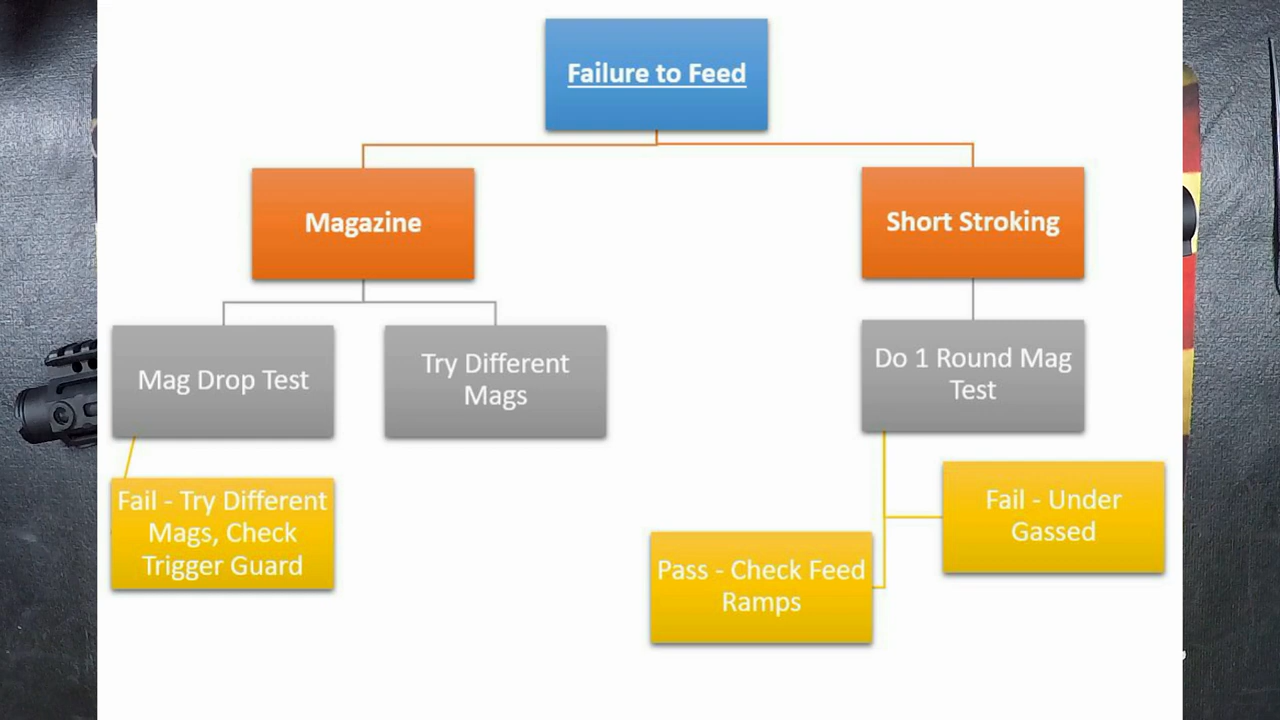 Failure to Feed
Magazine
Short Stroking
Mag Drop Test
Try Different
Mags
Do 1 Round Mag
Test
Fail - Try Different
Mags, Check
Trigger Guard
Pass - Check Feed
Ramps
Fail - Under
Gassed